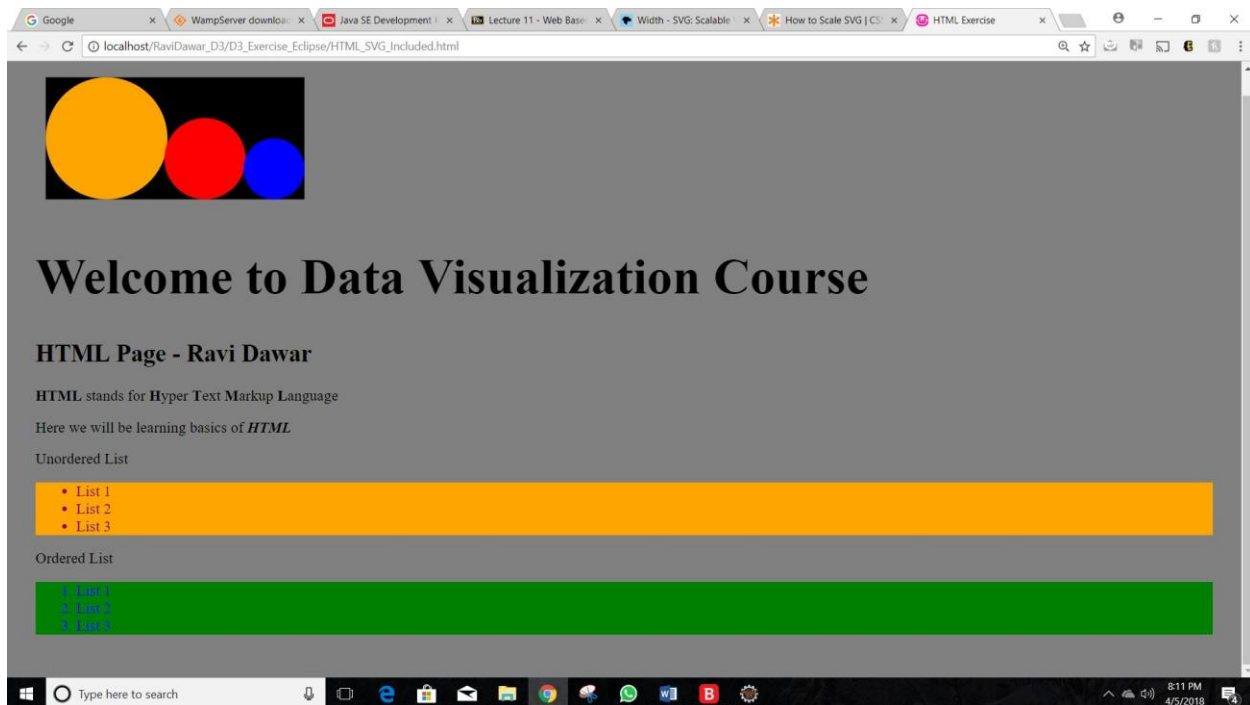 Google
WampServer downloa
Java SE Development
Lecture 11 - Web Base
Width - SVG: Scalable
How to Scale SVG | CS
HTML Exercise
localhost/RaviDawar_D3/D3_Exercise_Eclipse/HTML_SVG_Included.html
Welcome to Data Visualization Course
HTML Page - Ravi Dawar
HTML stands for Hyper Text Markup Language
Here we will be learning basics of HTML
Unordered List
• List 1
• List 2
• List 3
Ordered List
1. List 1
2. List 2
3. List 3
Type here to search
8:11 PM
4/5/2018